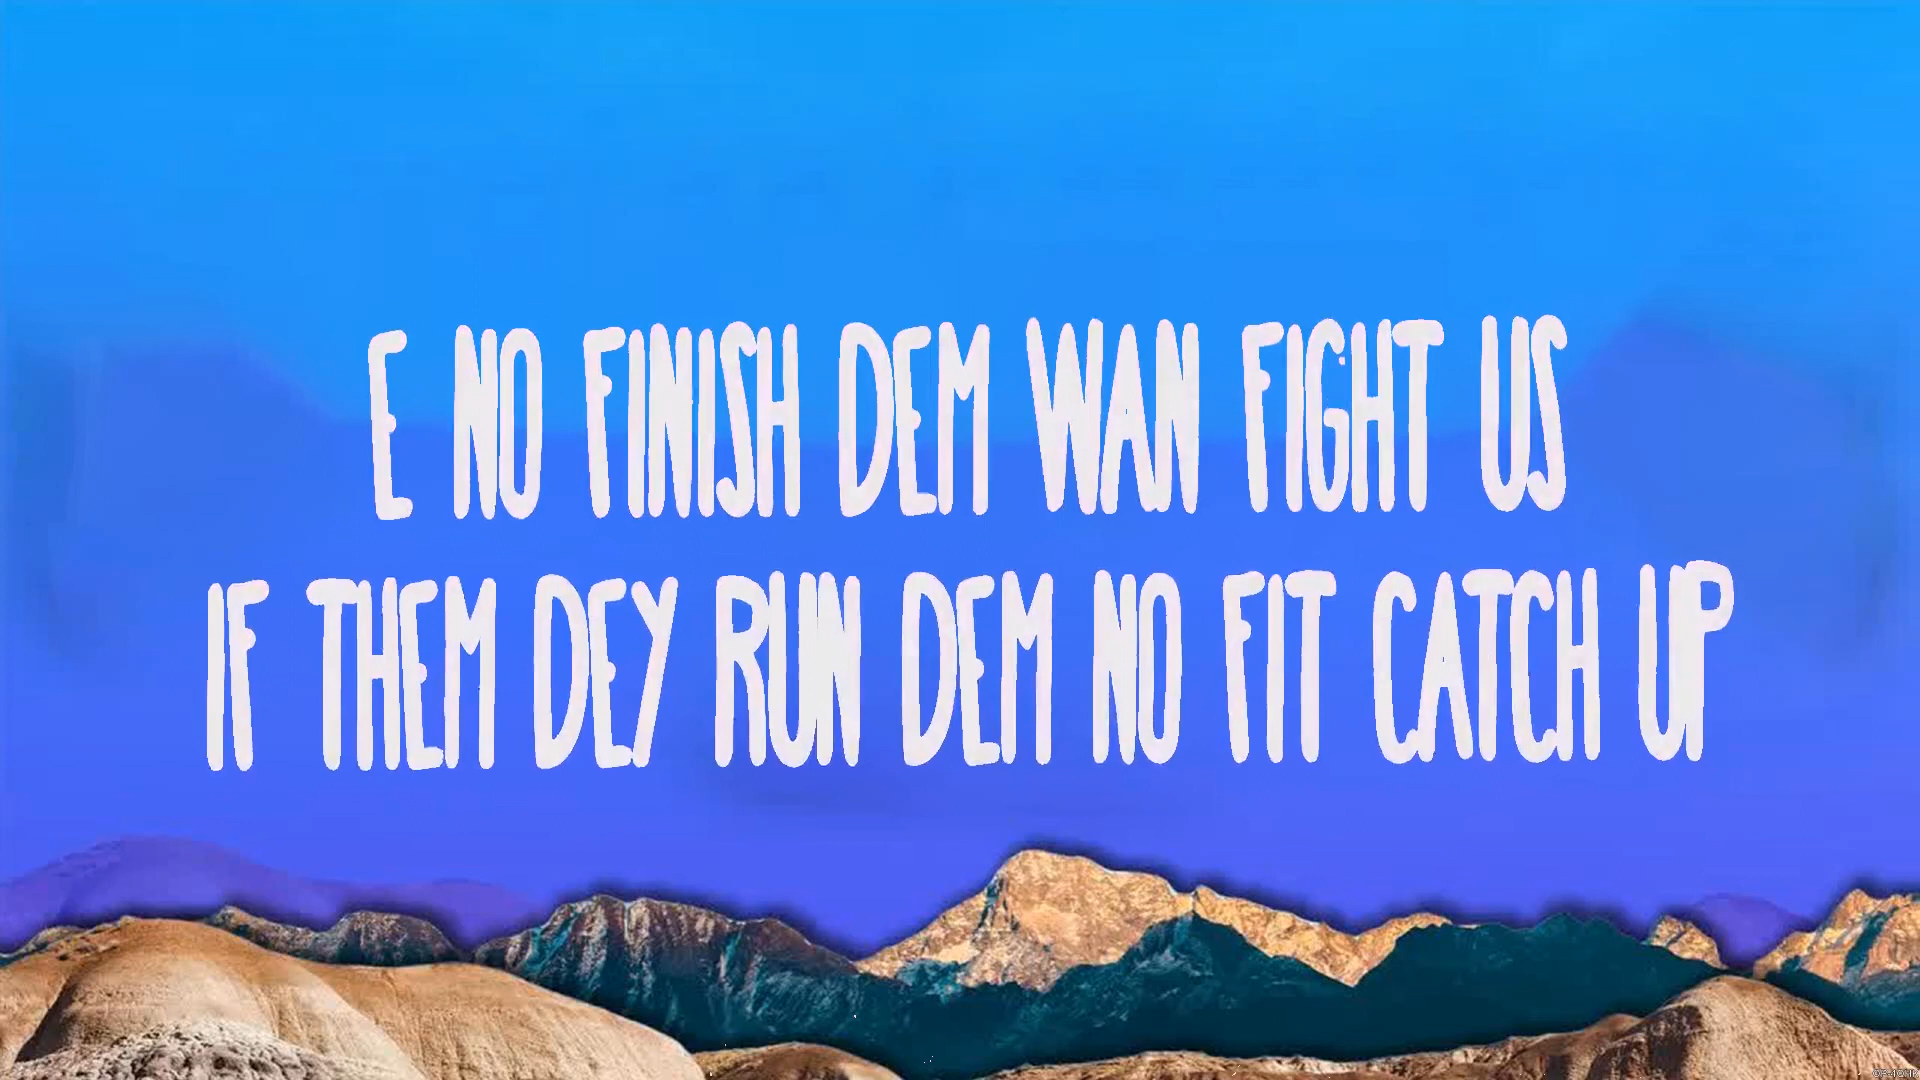 E NO FINISH DEM WAN FIGHT US
IF THEM DEY RUN DEM NO FIT CATCH UP